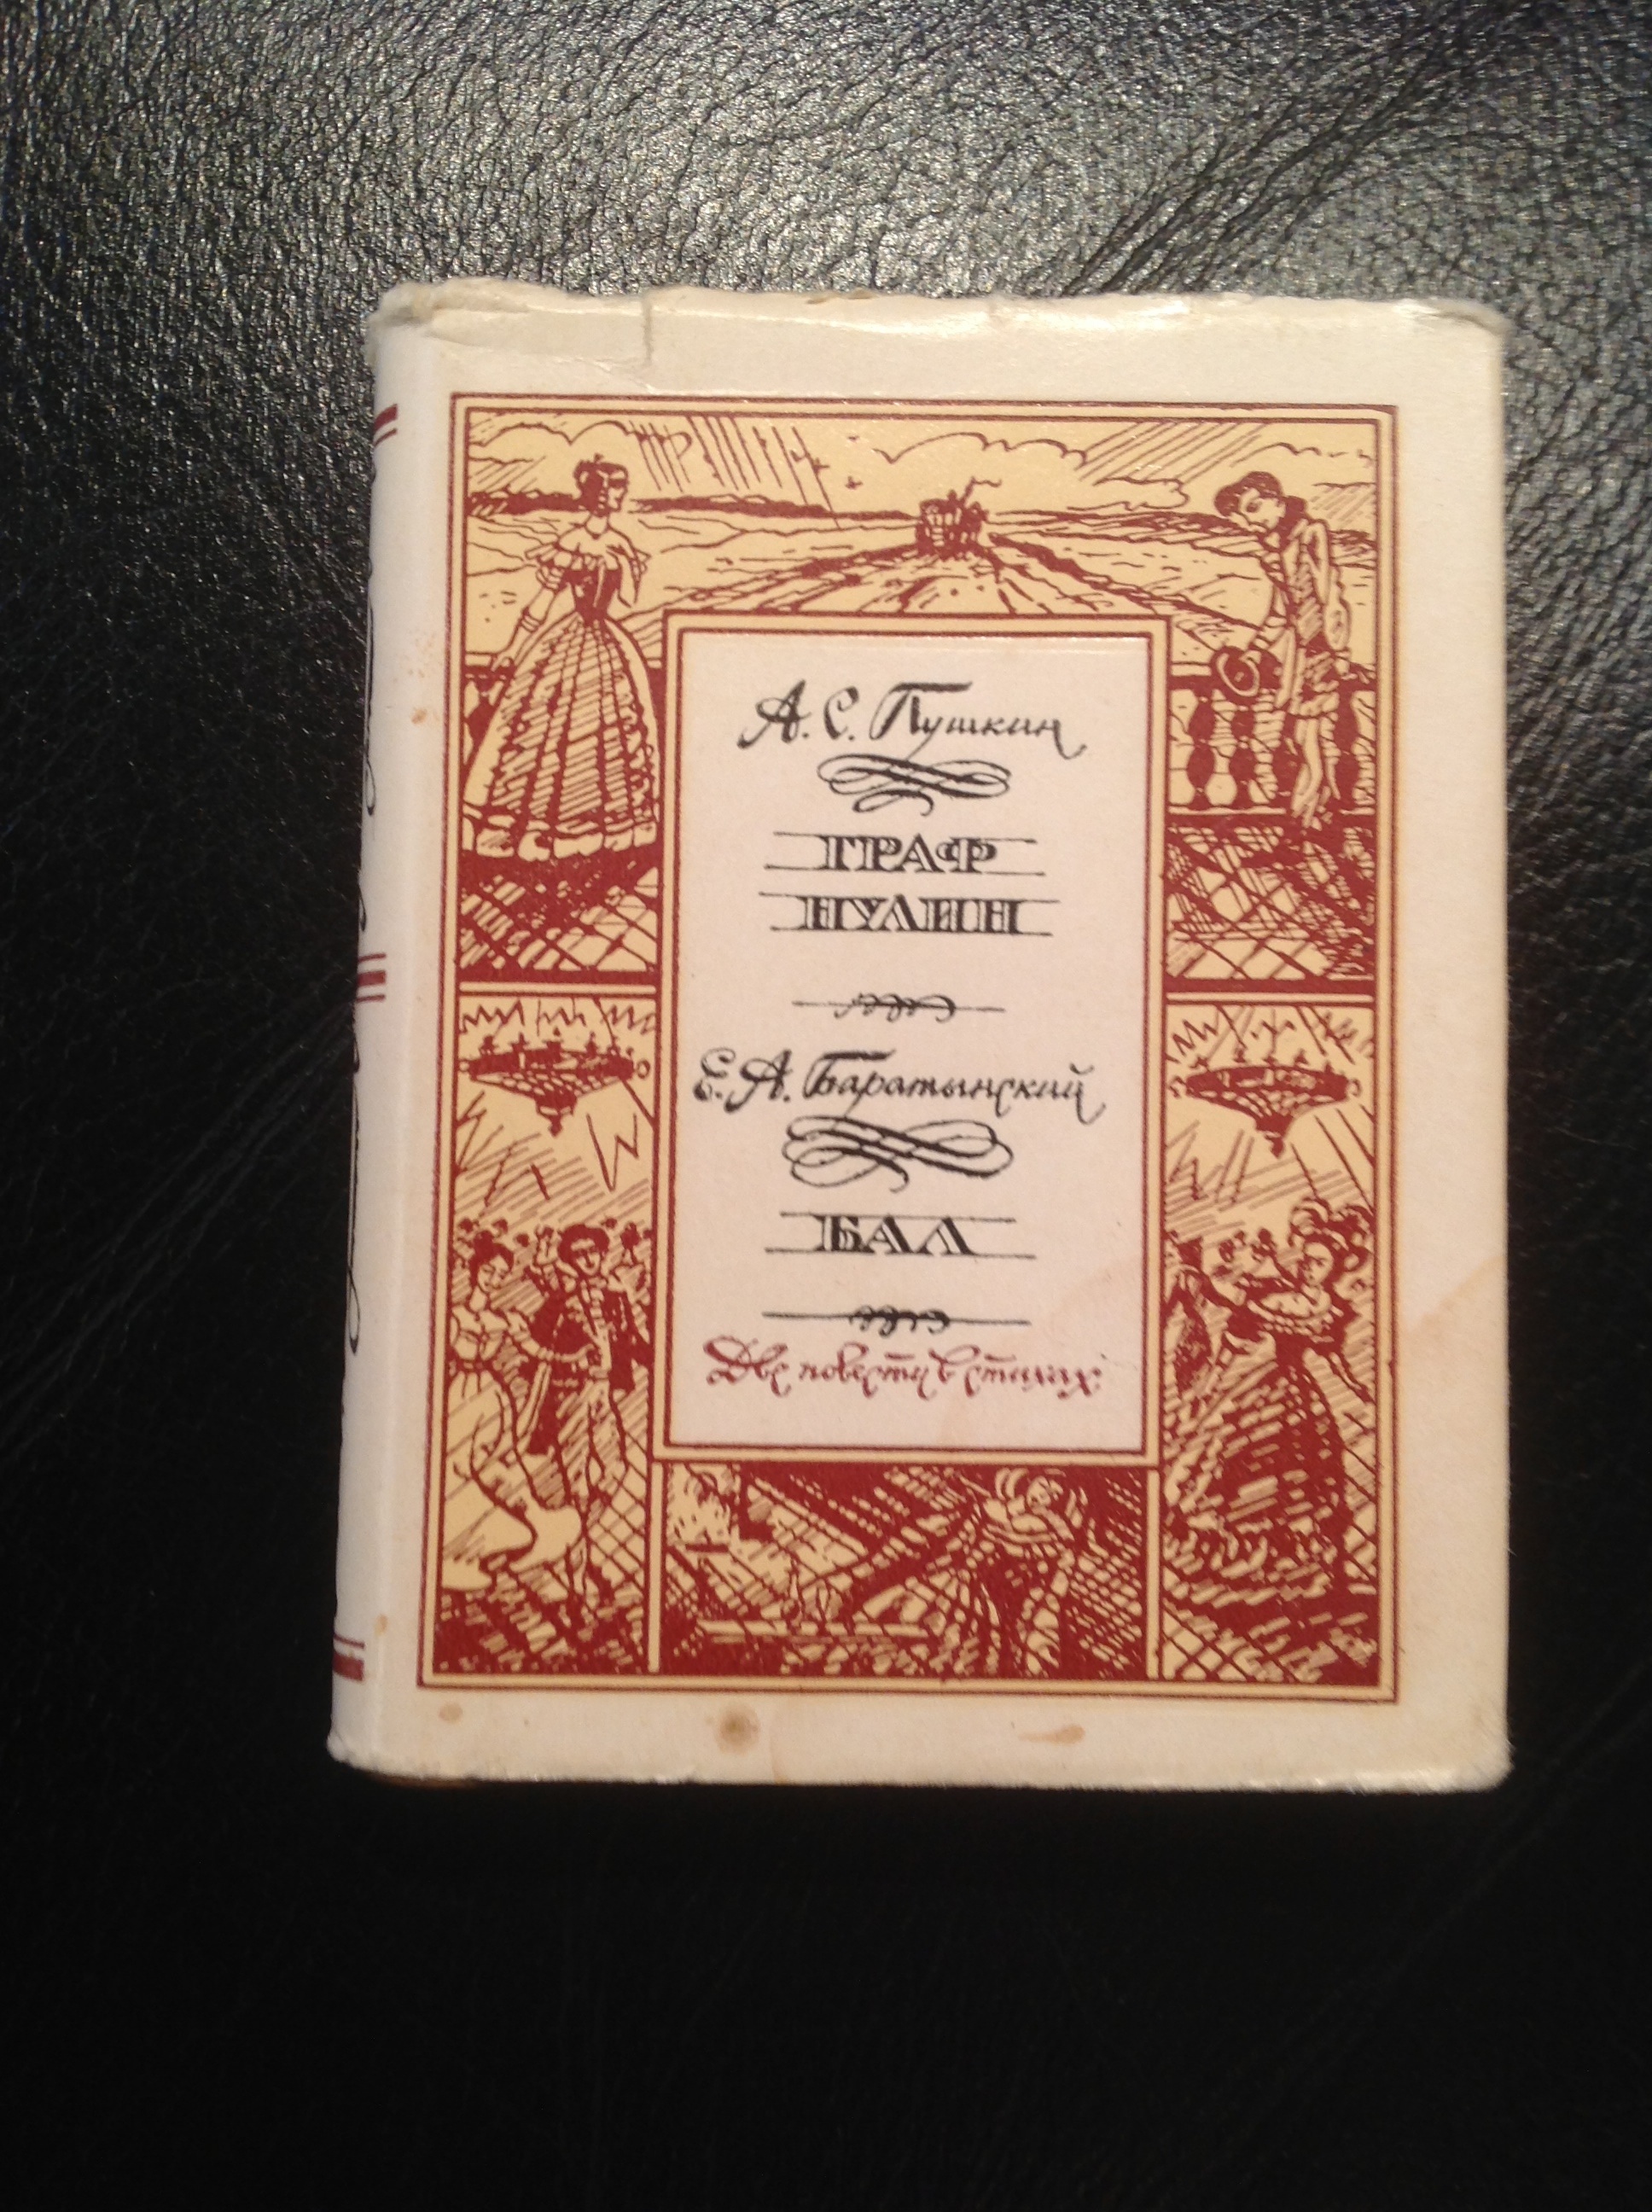 А. С. Пушкин
ГРАФ
НУЛИН
Е. А. Баратынский
БАЛ
Две повести в стихах